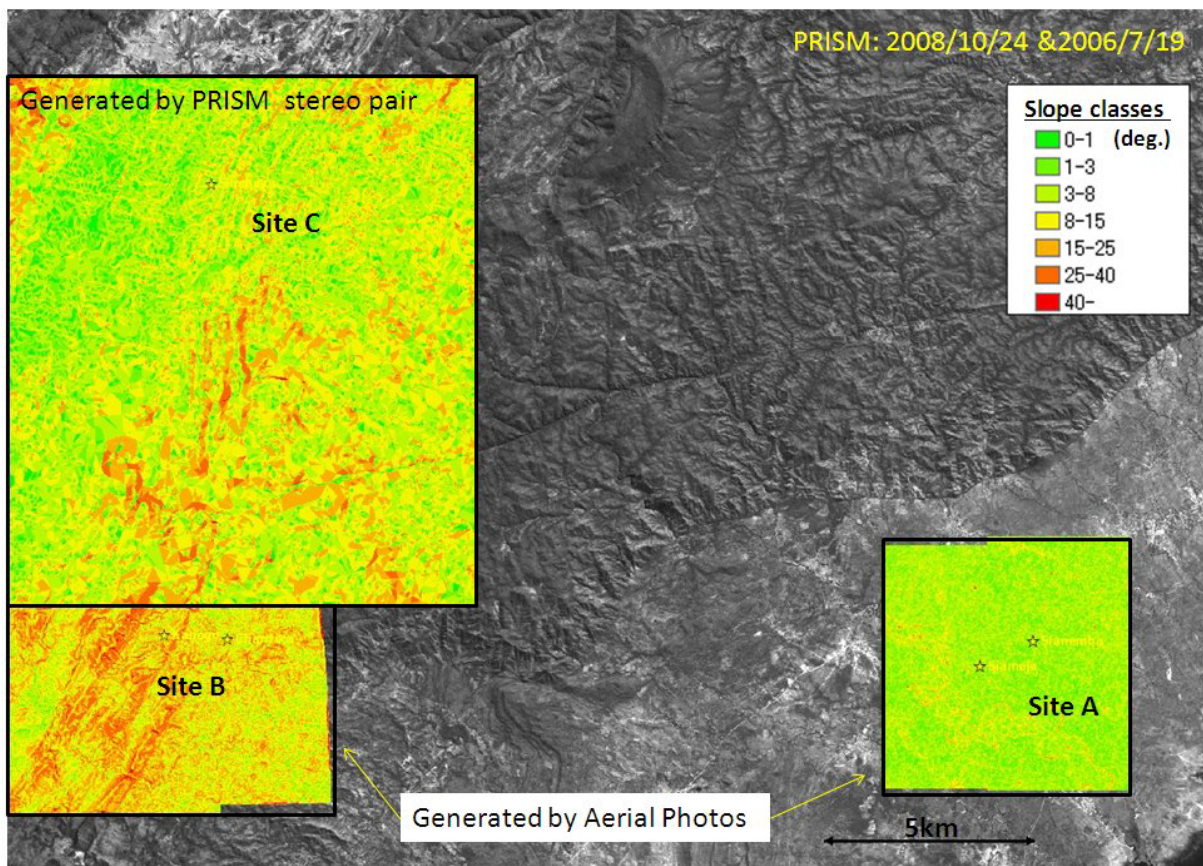 PRISM: 2008/10/24 &2006/7/19
Generated by PRISM stereo pair
Slope classes
(deg.)
0-1
1-3
3-8
8-15
15-25
25-40
40-
Site C
Site B
Site A
Generated by Aerial Photos
5km